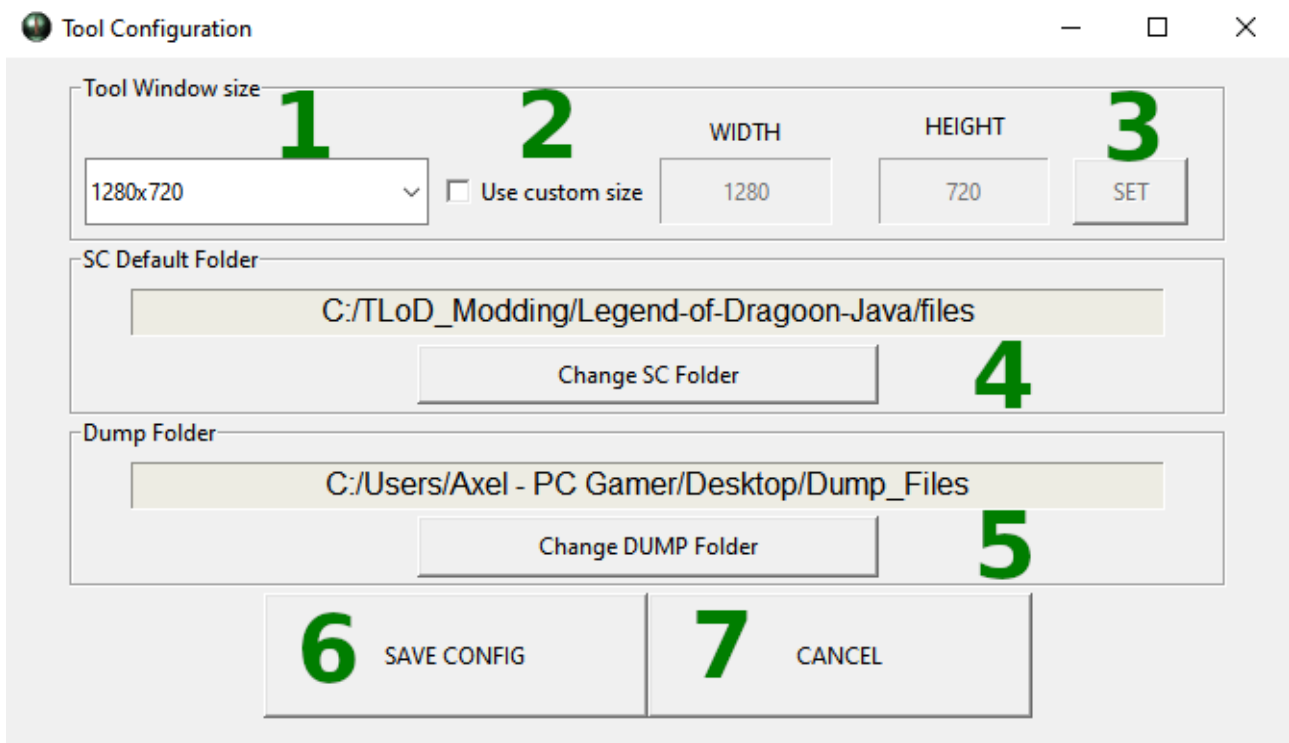 Tool Configuration
Tool Window size
1 2 WIDTH HEIGHT 3
1280x720 Use custom size 1280 720 SET
SC Default Folder
C:/TLoD_Modding/Legend-of-Dragoon-Java/files
Change SC Folder 4
Dump Folder
C:/Users/Axel - PC Gamer/Desktop/Dump_Files
Change DUMP Folder 5
6 SAVE CONFIG 7 CANCEL